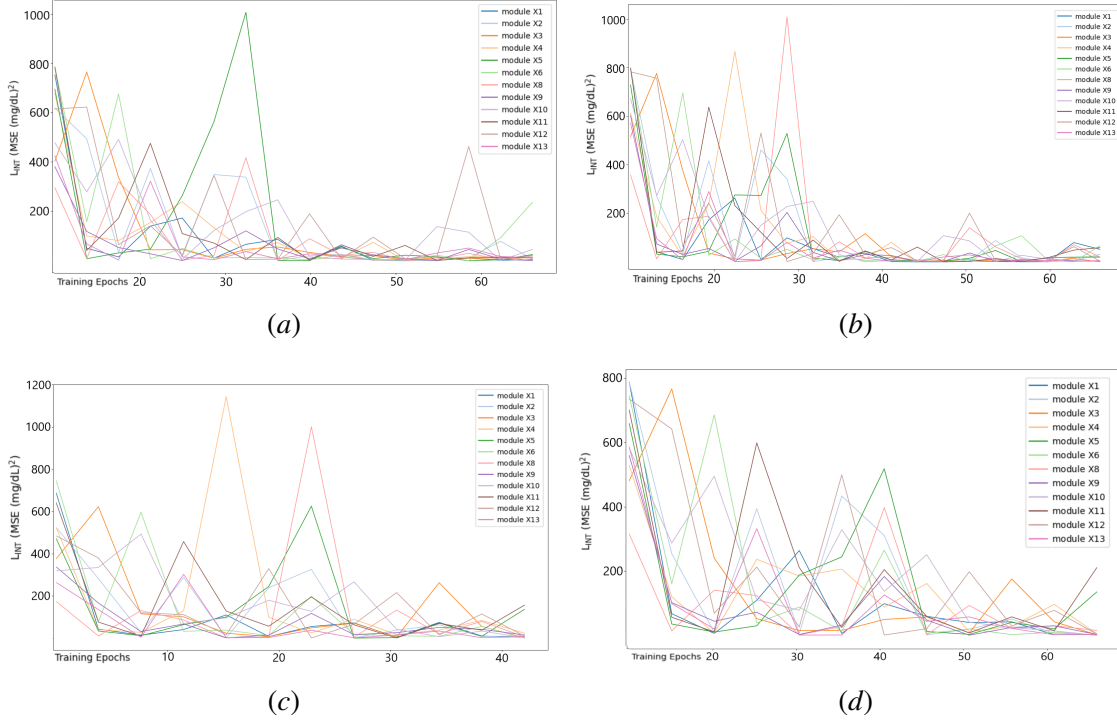 1000
800
600
400
200
L_INT (MSE (mg/dL)²)
module X1
module X2
module X3
module X4
module X5
module X6
module X8
module X9
module X10
module X11
module X12
module X13
Training Epochs 20 30 40 50 60
(a)
1000
800
600
400
200
L_INT (MSE (mg/dL)²)
module X1
module X2
module X3
module X4
module X5
module X6
module X8
module X9
module X10
module X11
module X12
module X13
Training Epochs 20 30 40 50 60
(b)
1200
1000
800
600
400
200
L_INT (MSE (mg/dL)²)
module X1
module X2
module X3
module X4
module X5
module X6
module X8
module X9
module X10
module X11
module X12
module X13
Training Epochs 10 20 30 40
(c)
800
600
400
200
L_INT (MSE (mg/dL)²)
module X1
module X2
module X3
module X4
module X5
module X6
module X8
module X9
module X10
module X11
module X12
module X13
Training Epochs 20 30 40 50 60
(d)